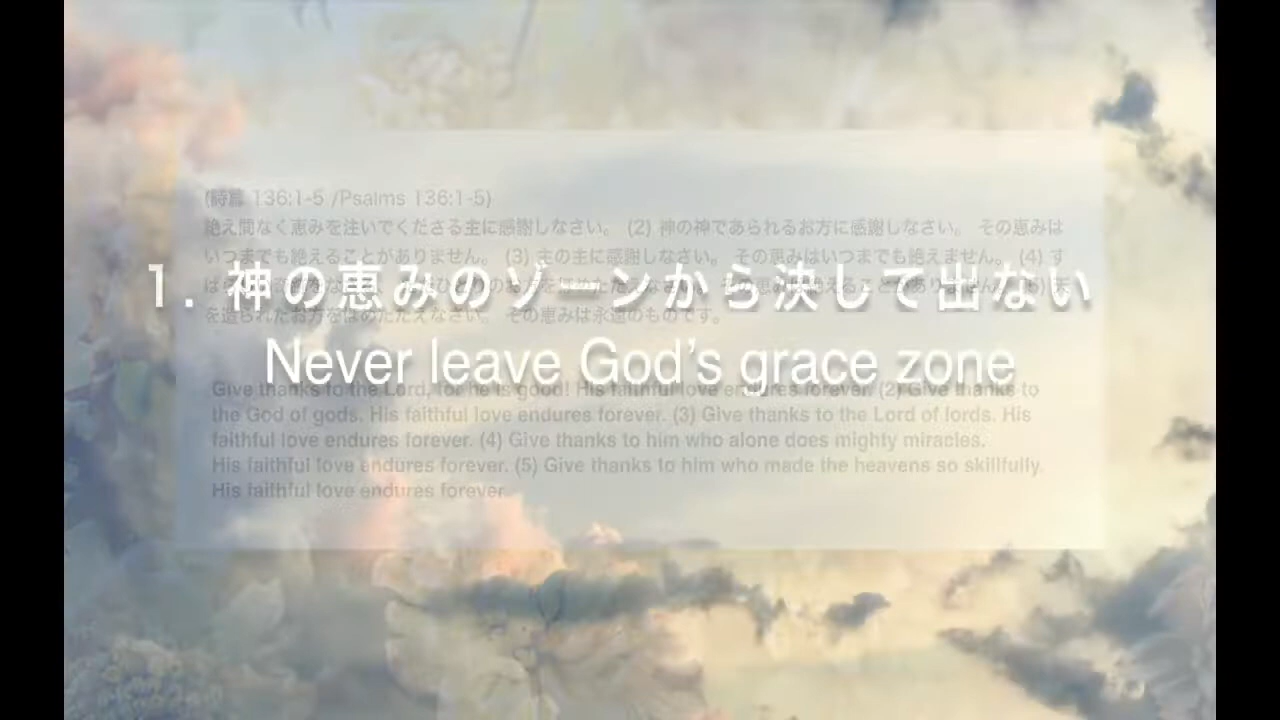 (詩篇 136:1-5 /Psalms 136:1-5)
絶え間なく恵みを注いでくださる主に感謝しなさい。 (2) 神の神であられるお方に感謝しなさい。 その恵みは
いつまでも絶えることがありません。 (3) 主の主に感謝しなさい。 その恵みはいつまでも絶えません。 (4) す
1. 神の恵みのゾーンから決して出ない
を造られたお方をほめたたえなさい。 その恵みは永遠のものです。
Never leave God's grace zone
Give thanks to the Lord, for he is good! His faithful love endures forever. (2) Give thanks to
the God of gods. His faithful love endures forever. (3) Give thanks to the Lord of lords. His
faithful love endures forever. (4) Give thanks to him who alone does mighty miracles.
His faithful love endures forever. (5) Give thanks to him who made the heavens so skillfully.
His faithful love endures forever